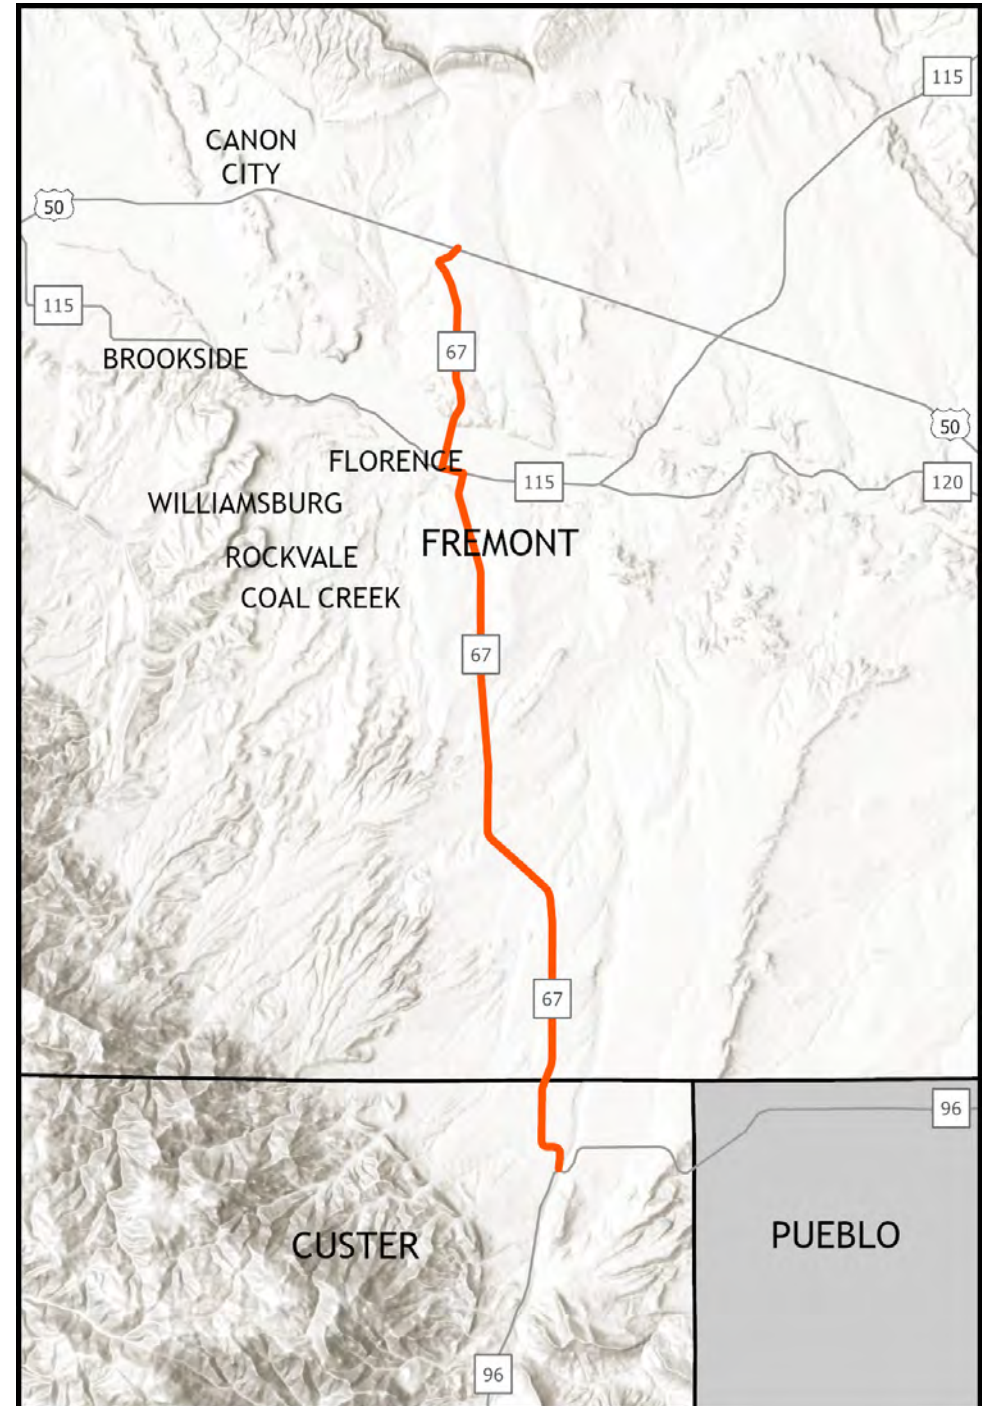 115
CANON
CITY
50
115
67
BROOKSIDE
50
FLORENCE
115
120
WILLIAMSBURG
FREMONT
ROCKVALE
COAL CREEK
67
67
96
PUEBLO
CUSTER
96